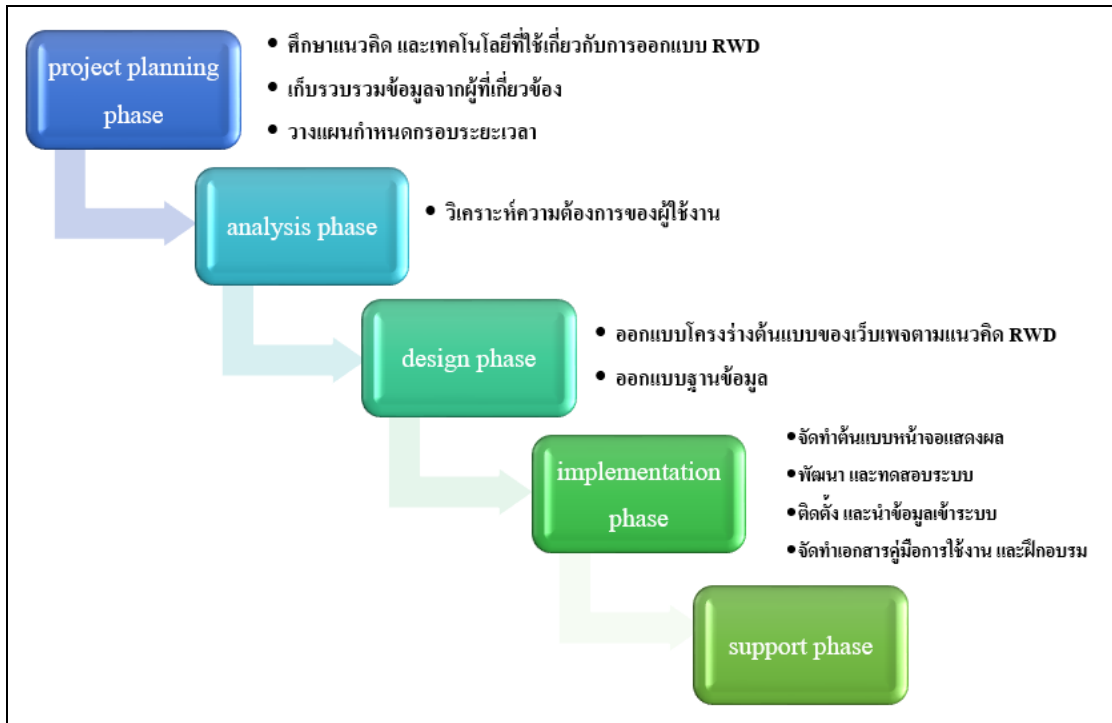 project planning
phase
• ศึกษาแนวคิด และเทคโนโลยีที่ใช้เกี่ยวกับการออกแบบ RWD
• เก็บรวบรวมข้อมูลจากผู้ที่เกี่ยวข้อง
• วางแผนกำหนดกรอบระยะเวลา
analysis phase
• วิเคราะห์ความต้องการของผู้ใช้งาน
design phase
• ออกแบบโครงร่างต้นแบบของเว็บเพจตามแนวคิด RWD
• ออกแบบฐานข้อมูล
implementation
phase
•จัดทำต้นแบบหน้าจอแสดงผล
•พัฒนา และทดสอบระบบ
•ติดตั้ง และนำข้อมูลเข้าระบบ
•จัดทำเอกสารคู่มือการใช้งาน และฝึกอบรม
support phase